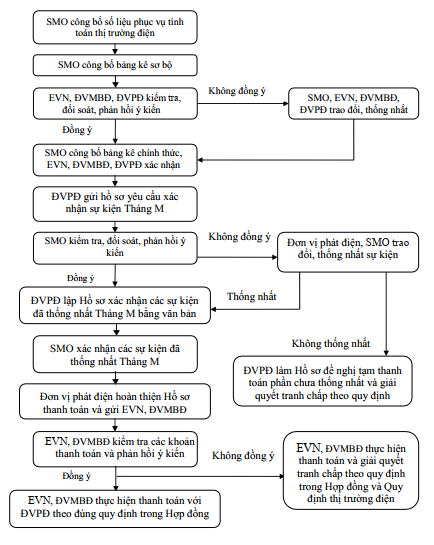 SMO công bố số liệu phục vụ tính
toán thị trường điện
SMO công bố bảng kê sơ bộ
EVN, ĐVMBĐ, ĐVPĐ kiểm tra,
đối soát, phản hồi ý kiến
Không đồng ý
SMO, EVN, ĐVMBĐ,
ĐVPĐ trao đổi, thống nhất
Đồng ý
SMO công bố bảng kê chính thức,
EVN, ĐVMBĐ, ĐVPĐ xác nhận
ĐVPĐ gửi hồ sơ yêu cầu xác
nhận sự kiện Tháng M
SMO kiểm tra, đối soát, phản hồi ý
kiến
Không đồng ý
Đơn vị phát điện, SMO trao
đổi, thống nhất sự kiện
Đồng ý
Thống nhất
ĐVPĐ lập Hồ sơ xác nhận các sự kiện
đã thống nhất Tháng M bằng văn bản
Không thống nhất
SMO xác nhận các sự kiện đã
thống nhất Tháng M
ĐVPĐ làm Hồ sơ đề nghị tạm thanh
toán phần chưa thống nhất và giải
quyết tranh chấp theo quy định
Đơn vị phát điện hoàn thiện Hồ sơ
thanh toán và gửi EVN, ĐVMBĐ
EVN, ĐVMBĐ kiểm tra các khoản
thanh toán và phản hồi ý kiến
Không đồng ý
EVN, ĐVMBĐ thực hiện
thanh toán và giải quyết
tranh chấp theo quy định
trong Hợp đồng và Quy
định thị trường điện
Đồng ý
EVN, ĐVMBĐ thực hiện thanh toán với
ĐVPĐ theo đúng quy định trong Hợp đồng